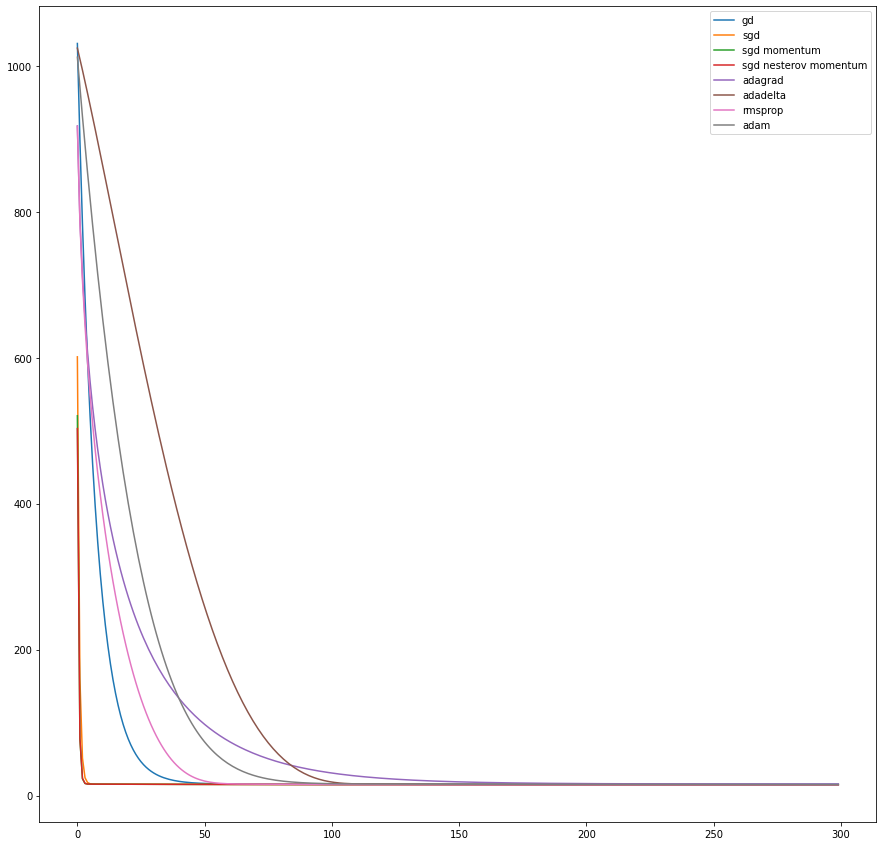 gd
sgd
sgd momentum
sgd nesterov momentum
adagrad
adadelta
rmsprop
adam
1000
800
600
400
200
0
0 50 100 150 200 250 300